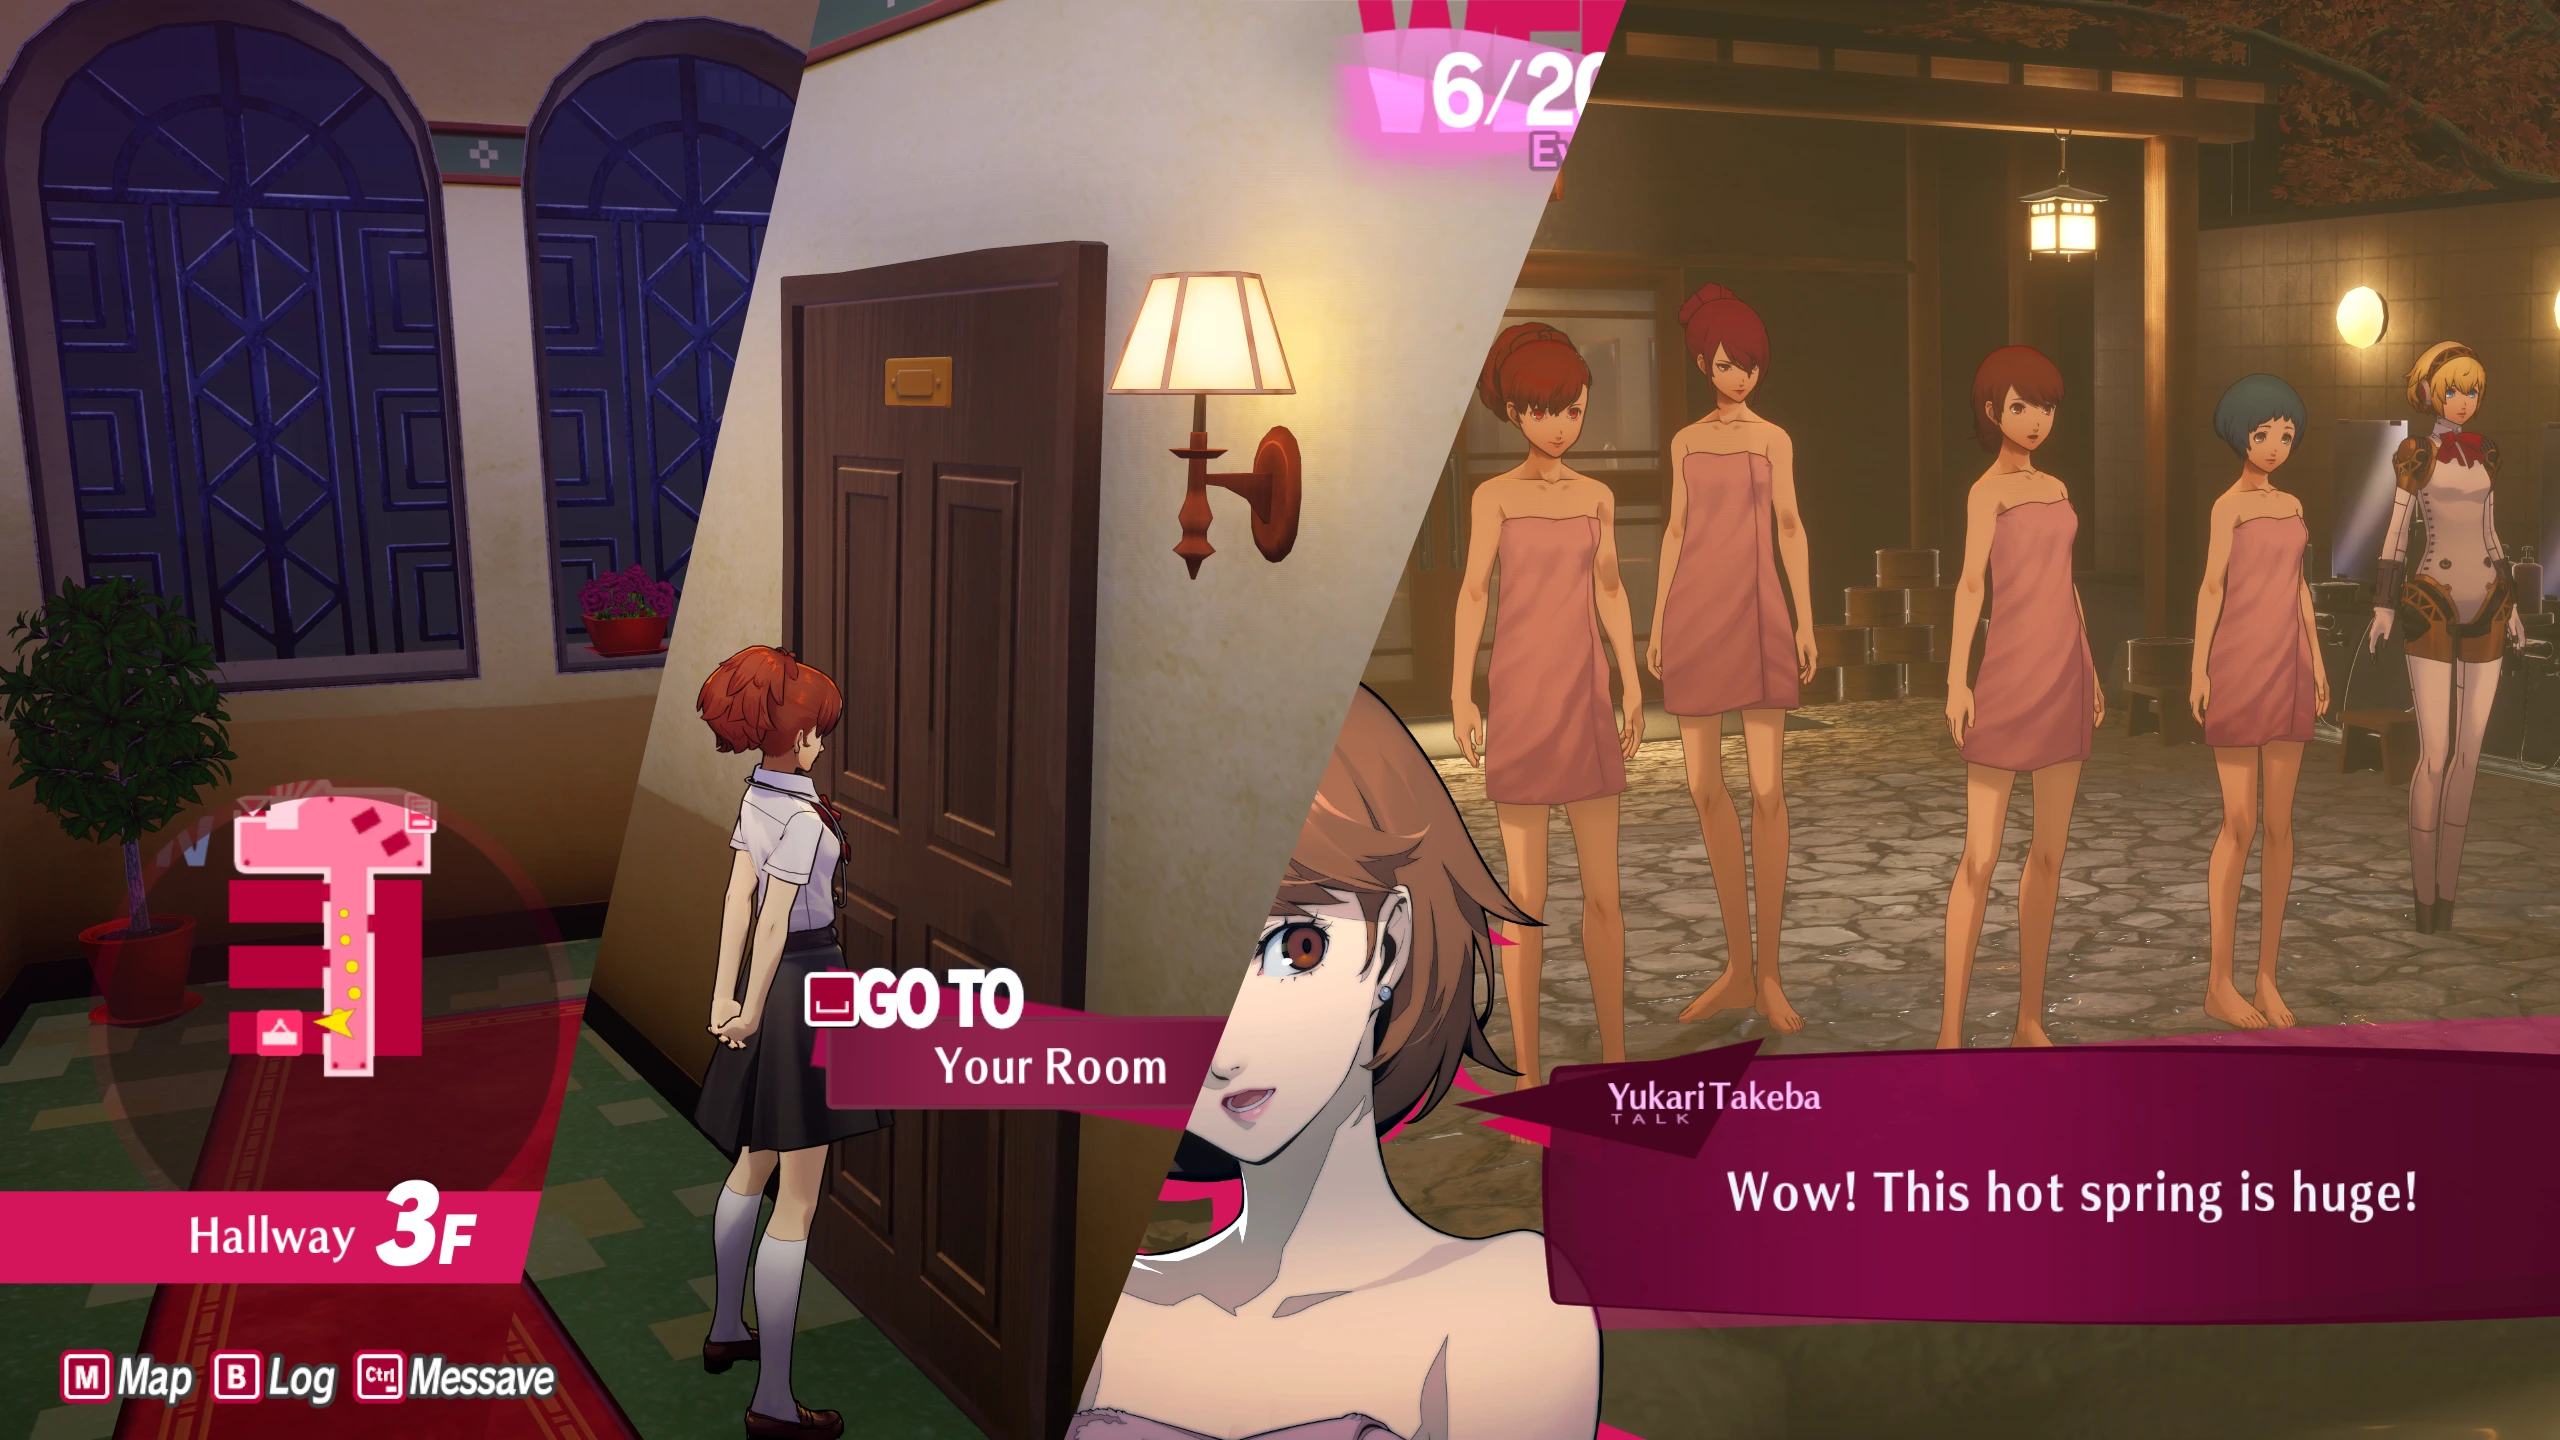 6/20
GO TO
Your Room
Yukari Takeba
TALK
Wow! This hot spring is huge!
Hallway 3F
M Map B Log Ctrl Messave